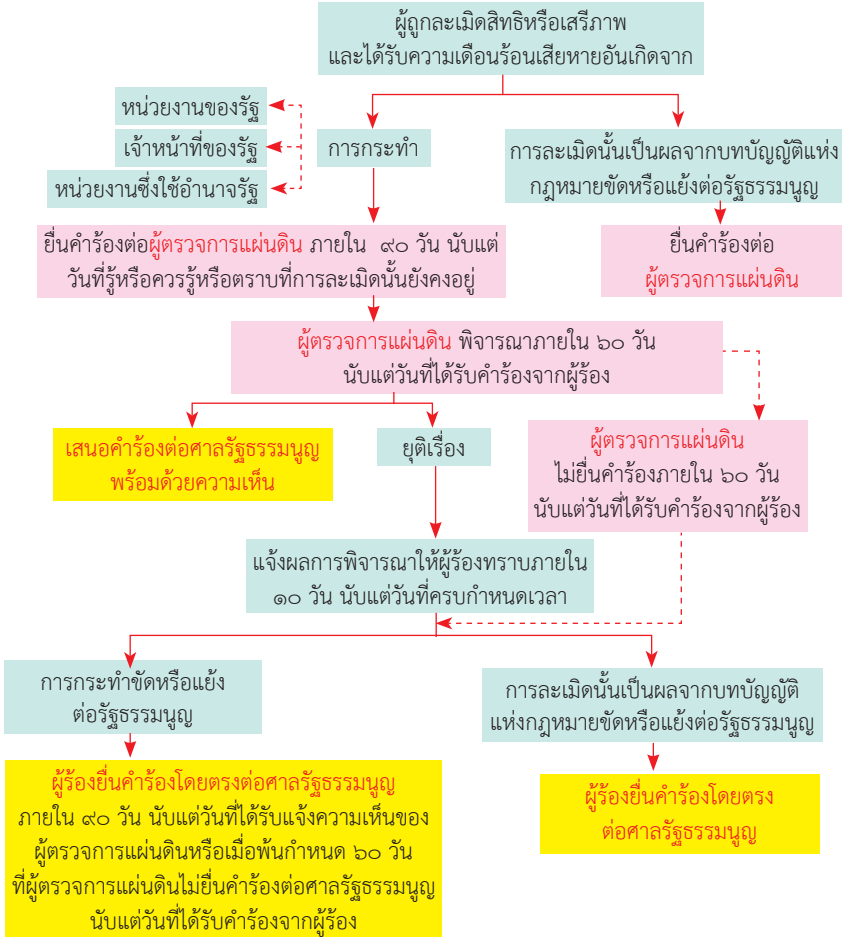 ผู้ถูกละเมิดสิทธิหรือเสรีภาพ
และได้รับความเดือนร้อนเสียหายอันเกิดจาก
หน่วยงานของรัฐ
เจ้าหน้าที่ของรัฐ
หน่วยงานซึ่งใช้อำนาจรัฐ
การกระทำ
การละเมิดนั้นเป็นผลจากบทบัญญัติแห่ง
กฎหมายขัดหรือแย้งต่อรัฐธรรมนูญ
ยื่นคำร้องต่อผู้ตรวจการแผ่นดิน ภายใน ๙๐ วัน นับแต่
วันที่รู้หรือควรรู้หรือตราบที่การละเมิดนั้นยังคงอยู่
ยื่นคำร้องต่อ
ผู้ตรวจการแผ่นดิน
ผู้ตรวจการแผ่นดิน พิจารณาภายใน ๖๐ วัน
นับแต่วันที่ได้รับคำร้องจากผู้ร้อง
เสนอคำร้องต่อศาลรัฐธรรมนูญ
พร้อมด้วยความเห็น
ยุติเรื่อง
ผู้ตรวจการแผ่นดิน
ไม่ยื่นคำร้องภายใน ๖๐ วัน
นับแต่วันที่ได้รับคำร้องจากผู้ร้อง
แจ้งผลการพิจารณาให้ผู้ร้องทราบภายใน
๑๐ วัน นับแต่วันที่ครบกำหนดเวลา
การกระทำขัดหรือแย้ง
ต่อรัฐธรรมนูญ
การละเมิดนั้นเป็นผลจากบทบัญญัติ
แห่งกฎหมายขัดหรือแย้งต่อรัฐธรรมนูญ
ผู้ร้องยื่นคำร้องโดยตรงต่อศาลรัฐธรรมนูญ
ภายใน ๙๐ วัน นับแต่วันที่ได้รับแจ้งความเห็นของ
ผู้ตรวจการแผ่นดินหรือเมื่อพ้นกำหนด ๖๐ วัน
ที่ผู้ตรวจการแผ่นดินไม่ยื่นคำร้องต่อศาลรัฐธรรมนูญ
นับแต่วันที่ได้รับคำร้องจากผู้ร้อง
ผู้ร้องยื่นคำร้องโดยตรง
ต่อศาลรัฐธรรมนูญ